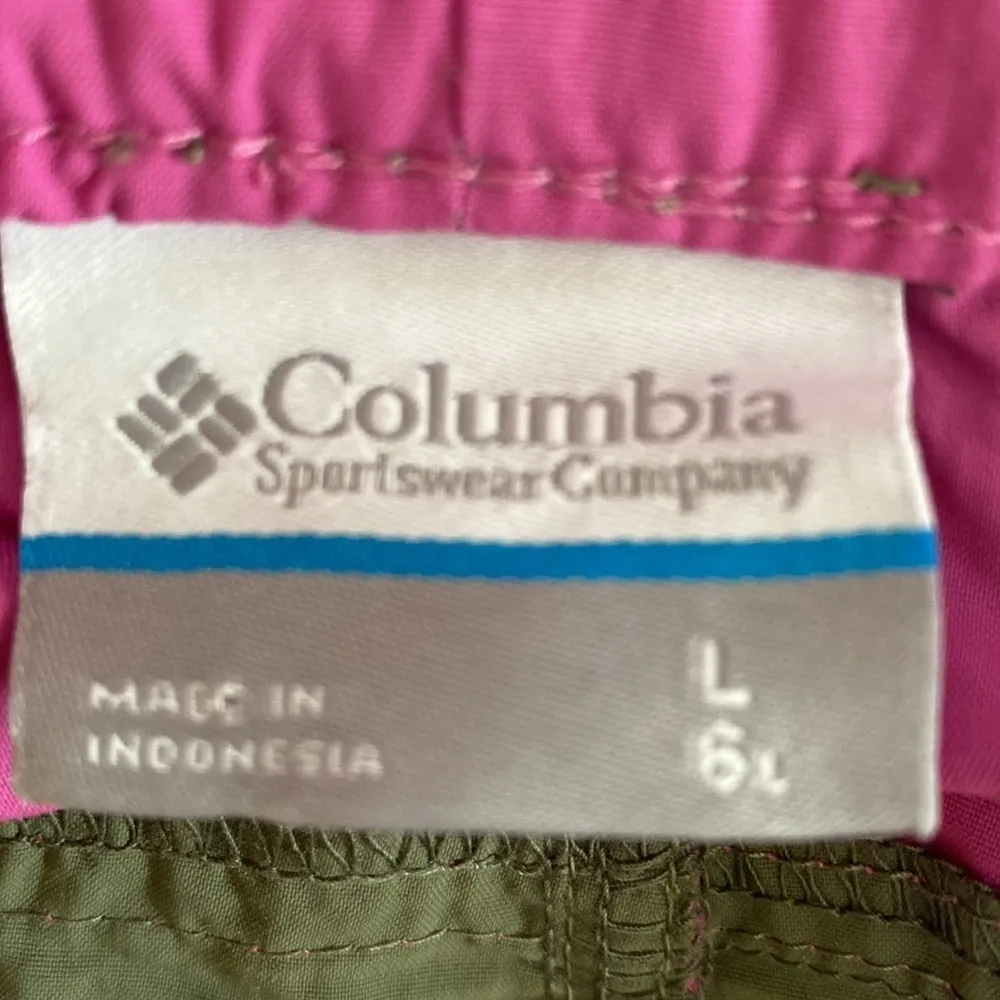 Columbia
Sportswear Company
MADE IN
INDONESIA
L
6L